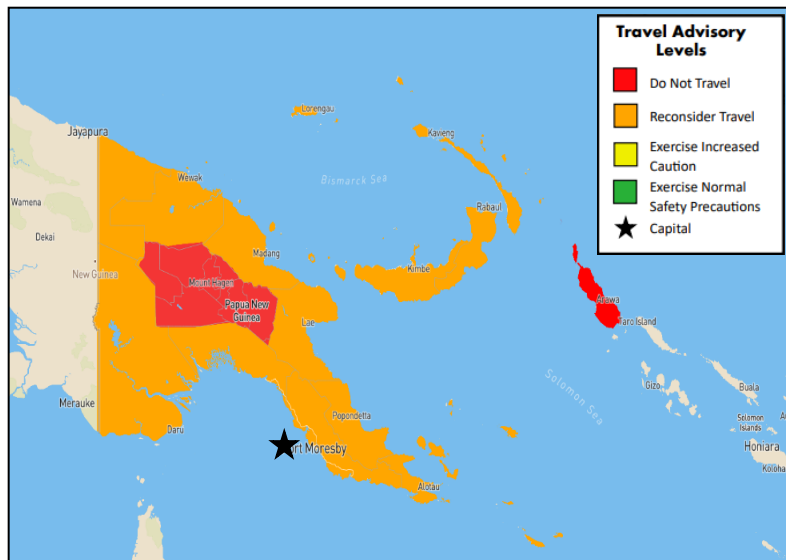 Travel Advisory
Levels
Do Not Travel
Reconsider Travel
Exercise Increased
Caution
Exercise Normal
Safety Precautions
Capital
Lorengau
Jayapura
Kavieng
Wewak
Bismarck Sea
Wamena
Rabaul
Dekai
Madang
New Guinea
Kimbe
Mount Hagen
Arawa
Papua New
Guinea
Lae
Taro Island
Solomon Sea
Gizo
Buala
Merauke
Popondetta
Daru
Solomon
Islands
ort Moresby
Honiara
Koloha
Alotau